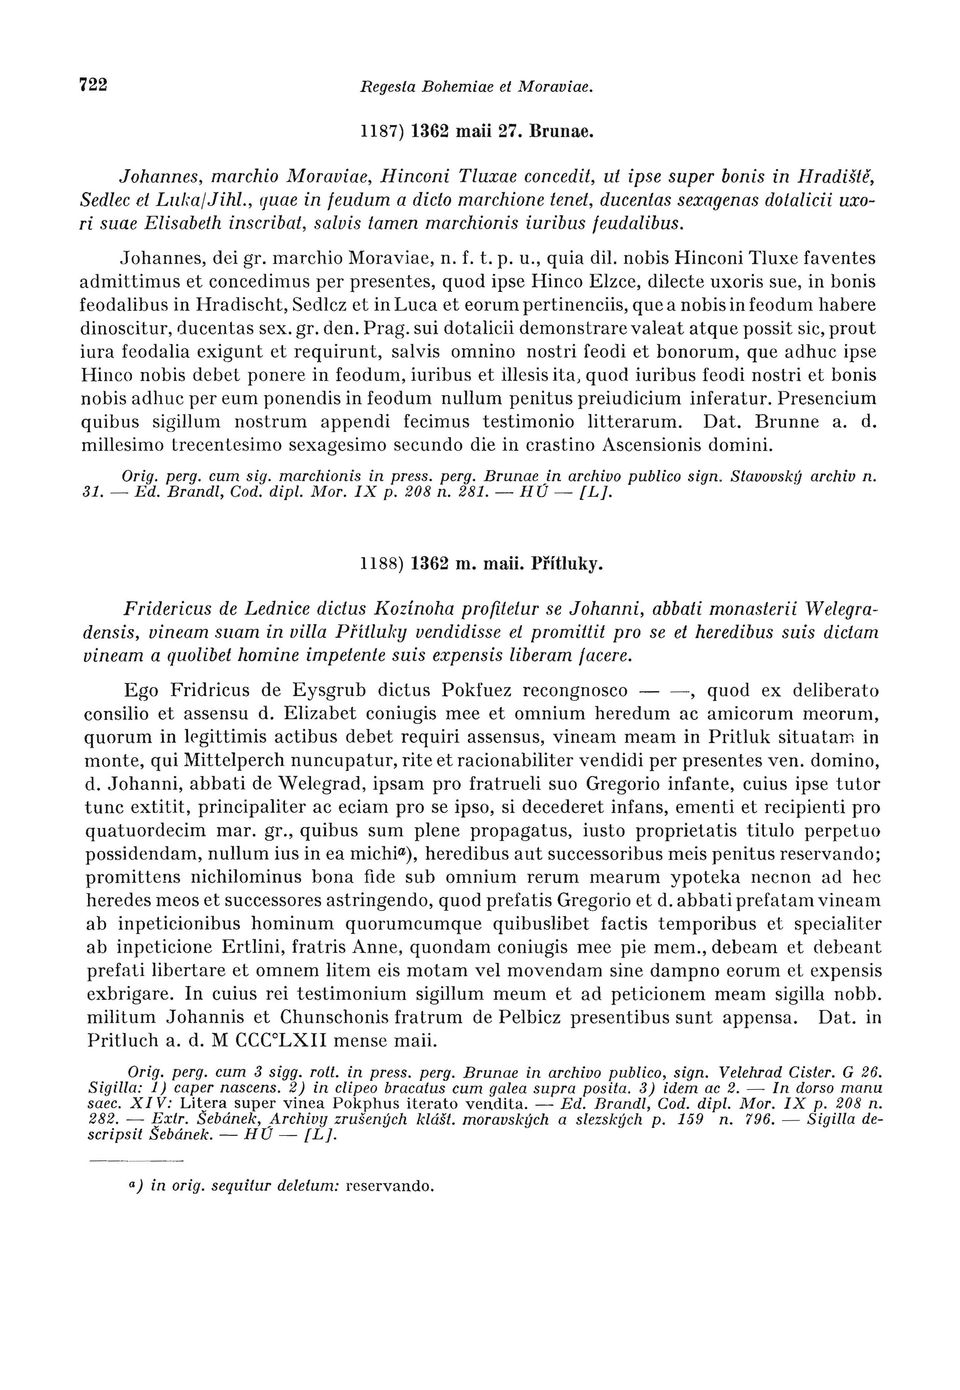 722 Regesta Bohemiae et Moraviae.
1187) 1362 maii 27. Brunae.
Johannes, marchio Moraviae, Hinconi Tluxae concedit, ut ipse super bonis in Hradiště,
Sedlec et Luka/Jihl., quae in feudum a dicto marchione tenet, ducentas sexagenas dotalicii uxo-
ri suae Elisabeth inscribat, salvis tamen marchionis iuribus feudalibus.
Johannes, dei gr. marchio Moraviae, n. f. t. p. u., quia dil. nobis Hinconi Tluxe faventes
admittimus et concedimus per presentes, quod ipse Hinco Elzce, dilecte uxoris sue, in bonis
feodalibus in Hradischt, Sedlcz et in Luca et eorum pertinenciis, que a nobis in feodum habere
dinoscitur, ducentas sex. gr. den. Prag. sui dotalicii demonstrare valeat atque possit sic, prout
iura feodalia exigunt et requirunt, salvis omnino nostri feodi et bonorum, que adhuc ipse
Hinco nobis debet ponere in feodum, iuribus et illesis ita, quod iuribus feodi nostri et bonis
nobis adhuc per eum ponendis in feodum nullum penitus preiudicium inferatur. Presencium
quibus sigillum nostrum appendi fecimus testimonio litterarum. Dat. Brunne a. d.
millesimo trecentesimo sexagesimo secundo die in crastino Ascensionis domini.
Orig. perg. cum sig. marchionis in press. perg. Brunae in archivo publico sign. Stavovský archiv n.
31. — Ed. Brandl, Cod. dipl. Mor. IX p. 208 n. 281. — HÚ — [L].
1188) 1362 m. maii. Přítluky.
Fridericus de Lednice dictus Kozínoha profitetur se Johanni, abbati monasterii Welegra-
densis, vineam suam in villa Přítluky vendidisse et promittit pro se et heredibus suis dictam
vineam a quolibet homine impetente suis expensis liberam facere.
Ego Fridricus de Eysgrub dictus Pokfuez recongnosco — —, quod ex deliberato
consilio et assensu d. Elizabet coniugis mee et omnium heredum ac amicorum meorum,
quorum in legittimis actibus debet requiri assensus, vineam meam in Pritluk situatam in
monte, qui Mittelperch nuncupatur, rite et racionabiliter vendidi per presentes ven. domino,
d. Johanni, abbati de Welegrad, ipsam pro fratrueli suo Gregorio infante, cuius ipse tutor
tunc extitit, principaliter ac eciam pro se ipso, si decederet infans, ementi et recipienti pro
quatuordecim mar. gr., quibus sum plene propagatus, iusto proprietatis titulo perpetuo
possidendam, nullum ius in ea michia), heredibus aut successoribus meis penitus reservando;
promittens nichilominus bona fide sub omnium rerum mearum ypoteka necnon ad hec
heredes meos et successores astringendo, quod prefatis Gregorio et d. abbati prefatam vineam
ab inpeticionibus hominum quorumcumque quibuslibet factis temporibus et specialiter
ab inpeticione Ertlini, fratris Anne, quondam coniugis mee pie mem., debeam et debeant
prefati libertare et omnem litem eis motam vel movendam sine dampno eorum et expensis
exbrigare. In cuius rei testimonium sigillum meum et ad peticionem meam sigilla nobb.
militum Johannis et Chunschonis fratrum de Pelbicz presentibus sunt appensa. Dat. in
Pritluch a. d. M CCC°LXII mense maii.
Orig. perg. cum 3 sigg. rott. in press. perg. Brunae in archivo publico, sign. Velehrad Cister. G 26.
Sigilla: 1) caper nascens. 2) in clipeo bracatus cum galea supra posita. 3) idem ac 2. — In dorso manu
saec. XIV: Litera super vinea Pokphus iterato vendita. — Ed. Brandl, Cod. dipl. Mor. IX p. 208 n.
282. — Extr. Šebánek, Archivy zrušených klášt. moravských a slezských p. 159 n. 796. — Sigilla de-
scripsit Šebánek. — HÚ — [L].
a) in orig. sequitur deletum: reservando.